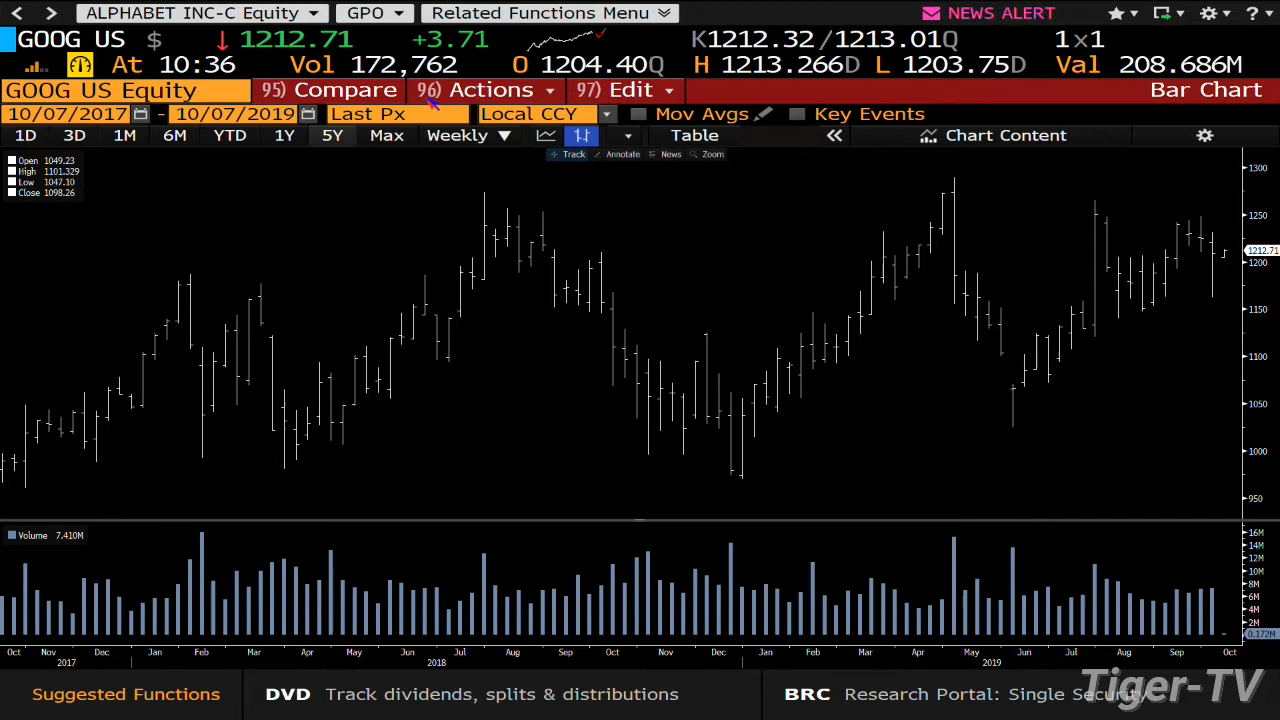 ALPHABET INC-C Equity GPO Related Functions Menu NEWS ALERT
GOOG US $ ↓ 1212.71 +3.71 K1212.32/1213.01Q 1×1
At 10:36 Vol 172,762 O 1204.40Q H 1213.266D L 1203.75D Val 208.686M
GOOG US Equity 95) Compare 96) Actions 97) Edit Bar Chart
10/07/2017 - 10/07/2019 Last Px Local CCY Mov Avgs Key Events
1D 3D 1M 6M YTD 1Y 5Y Max Weekly ▼ Table « Chart Content
Track Annotate News Zoom
Open 1049.23
High 1101.329
Low 1047.10
Close 1098.26
1300
1250
1212.71
1200
1150
1100
1050
1000
950
Volume 7.410M
16M
14M
12M
10M
8M
6M
4M
2M
0.172M
Oct Nov Dec Jan Feb Mar Apr May Jun Jul Aug Sep Oct Nov Dec Jan Feb Mar Apr May Jun Jul Aug Sep Oct
2017 2018 2019
Suggested Functions DVD Track dividends, splits & distributions BRC Research Portal: Single Security
Tiger-TV